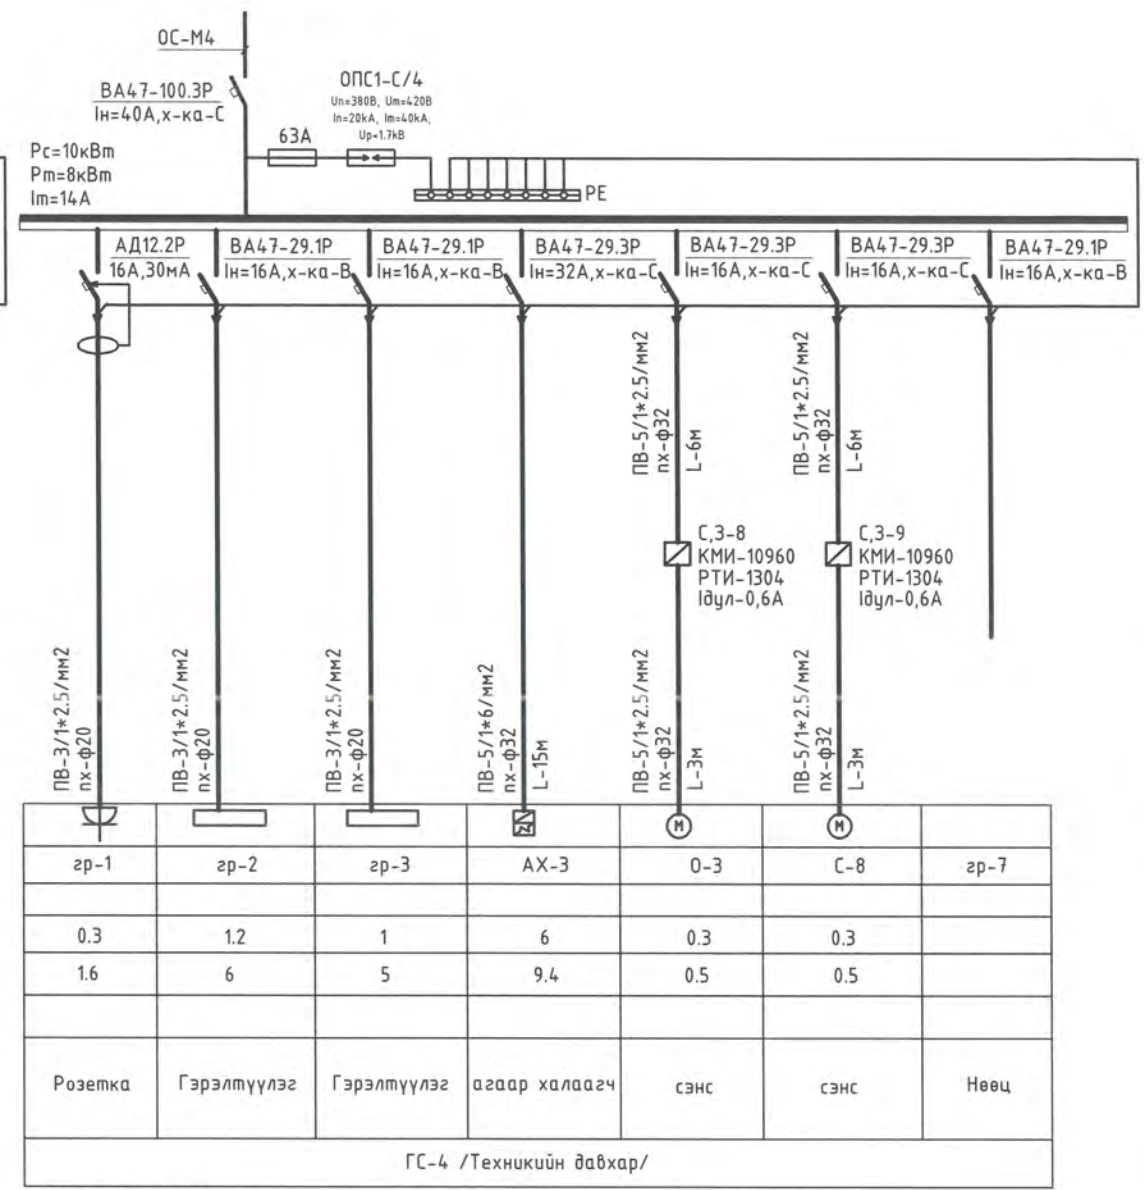 ОС-М4
ВА47-100.3Р
Iн=40А,х-ка-С
ОПС1-С/4
Un=380В, Um=420В
In=20kA, Im=40kA,
Up<1.7kB
63А
Рс=10кВт
Рт=8кВт
Iт=14А
РЕ
АД12.2Р
16А,30мА
ВА47-29.1Р
Iн=16А,х-ка-В
ВА47-29.1Р
Iн=16А,х-ка-В
ВА47-29.3Р
Iн=32А,х-ка-С
ВА47-29.3Р
Iн=16А,х-ка-С
ВА47-29.3Р
Iн=16А,х-ка-С
ВА47-29.1Р
Iн=16А,х-ка-В
ПВ-5/1*2.5/мм2
пх-ф32
L-6м
ПВ-5/1*2.5/мм2
пх-ф32
L-6м
С,З-8
КМИ-10960
РТИ-1304
Iдул-0,6А
С,З-9
КМИ-10960
РТИ-1304
Iдул-0,6А
ПВ-3/1*2.5/мм2
пх-ф20
ПВ-3/1*2.5/мм2
пх-ф20
ПВ-3/1*2.5/мм2
пх-ф20
ПВ-5/1*6/мм2
пх-ф32
L-15м
ПВ-5/1*2.5/мм2
пх-ф32
L-3м
ПВ-5/1*2.5/мм2
пх-ф32
L-3м
М М
гр-1 гр-2 гр-3 АХ-3 О-3 С-8 гр-7
0.3 1.2 1 6 0.3 0.3
1.6 6 5 9.4 0.5 0.5
Розетка Гэрэлтүүлэг Гэрэлтүүлэг агаар халаагч сэнс сэнс Нөөц
ГС-4 /Техникийн давхар/